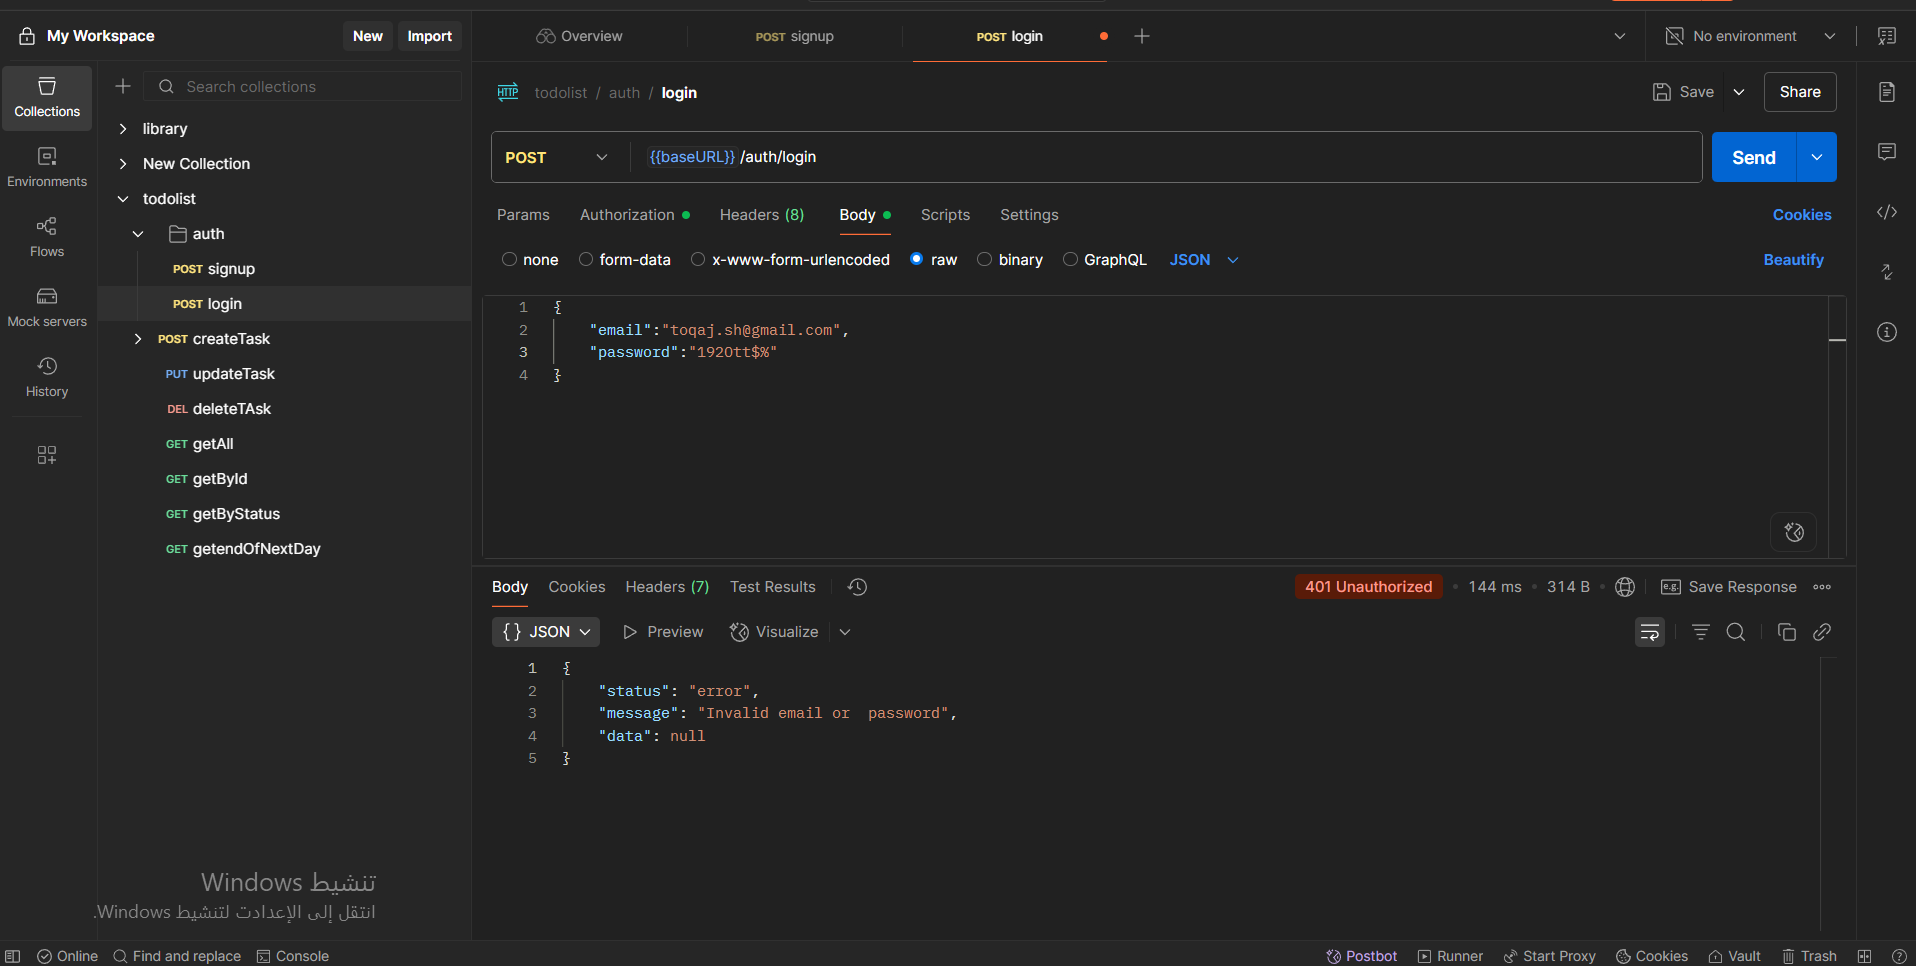 My Workspace
New
Import
Overview
POST signup
POST login
No environment
Collections
Environments
Flows
Mock servers
History
Search collections
library
New Collection
todolist
auth
POST signup
POST login
POST createTask
PUT updateTask
DEL deleteTAsk
GET getAll
GET getById
GET getByStatus
GET getendOfNextDay
HTTP todolist / auth / login
Save
Share
POST
{{baseURL}} /auth/login
Send
Params
Authorization
Headers (8)
Body
Scripts
Settings
Cookies
none
form-data
x-www-form-urlencoded
raw
binary
GraphQL
JSON
Beautify
1 {
2 "email":"toqaj.sh@gmail.com",
3 "password":"1920tt$%"
4 }
Body
Cookies
Headers (7)
Test Results
401 Unauthorized
144 ms
314 B
e.g. Save Response
{} JSON
Preview
Visualize
1 {
2 "status": "error",
3 "message": "Invalid email or  password",
4 "data": null
5 }
تنشيط Windows
انتقل إلى الإعدادت لتنشيط Windows.
Online
Find and replace
Console
Postbot
Runner
Start Proxy
Cookies
Vault
Trash